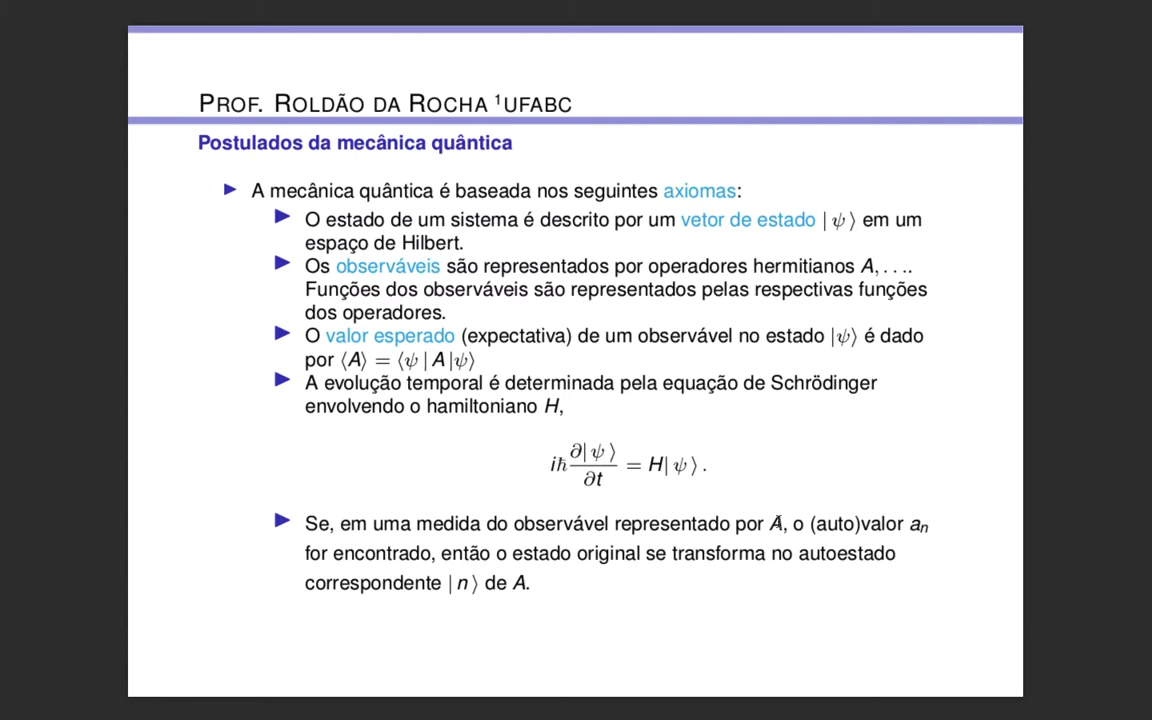 PROF. ROLDÃO DA ROCHA ¹UFABC
Postulados da mecânica quântica
▶ A mecânica quântica é baseada nos seguintes axiomas:
▶ O estado de um sistema é descrito por um vetor de estado | ψ ⟩ em um
espaço de Hilbert.
▶ Os observáveis são representados por operadores hermitianos A, . . ..
Funções dos observáveis são representados pelas respectivas funções
dos operadores.
▶ O valor esperado (expectativa) de um observável no estado |ψ⟩ é dado
por ⟨A⟩ = ⟨ψ | A |ψ⟩
▶ A evolução temporal é determinada pela equação de Schrödinger
envolvendo o hamiltoniano H,
iħ ∂| ψ ⟩/∂t = H| ψ ⟩ .
▶ Se, em uma medida do observável representado por A, o (auto)valor aₙ
for encontrado, então o estado original se transforma no autoestado
correspondente | n ⟩ de A.